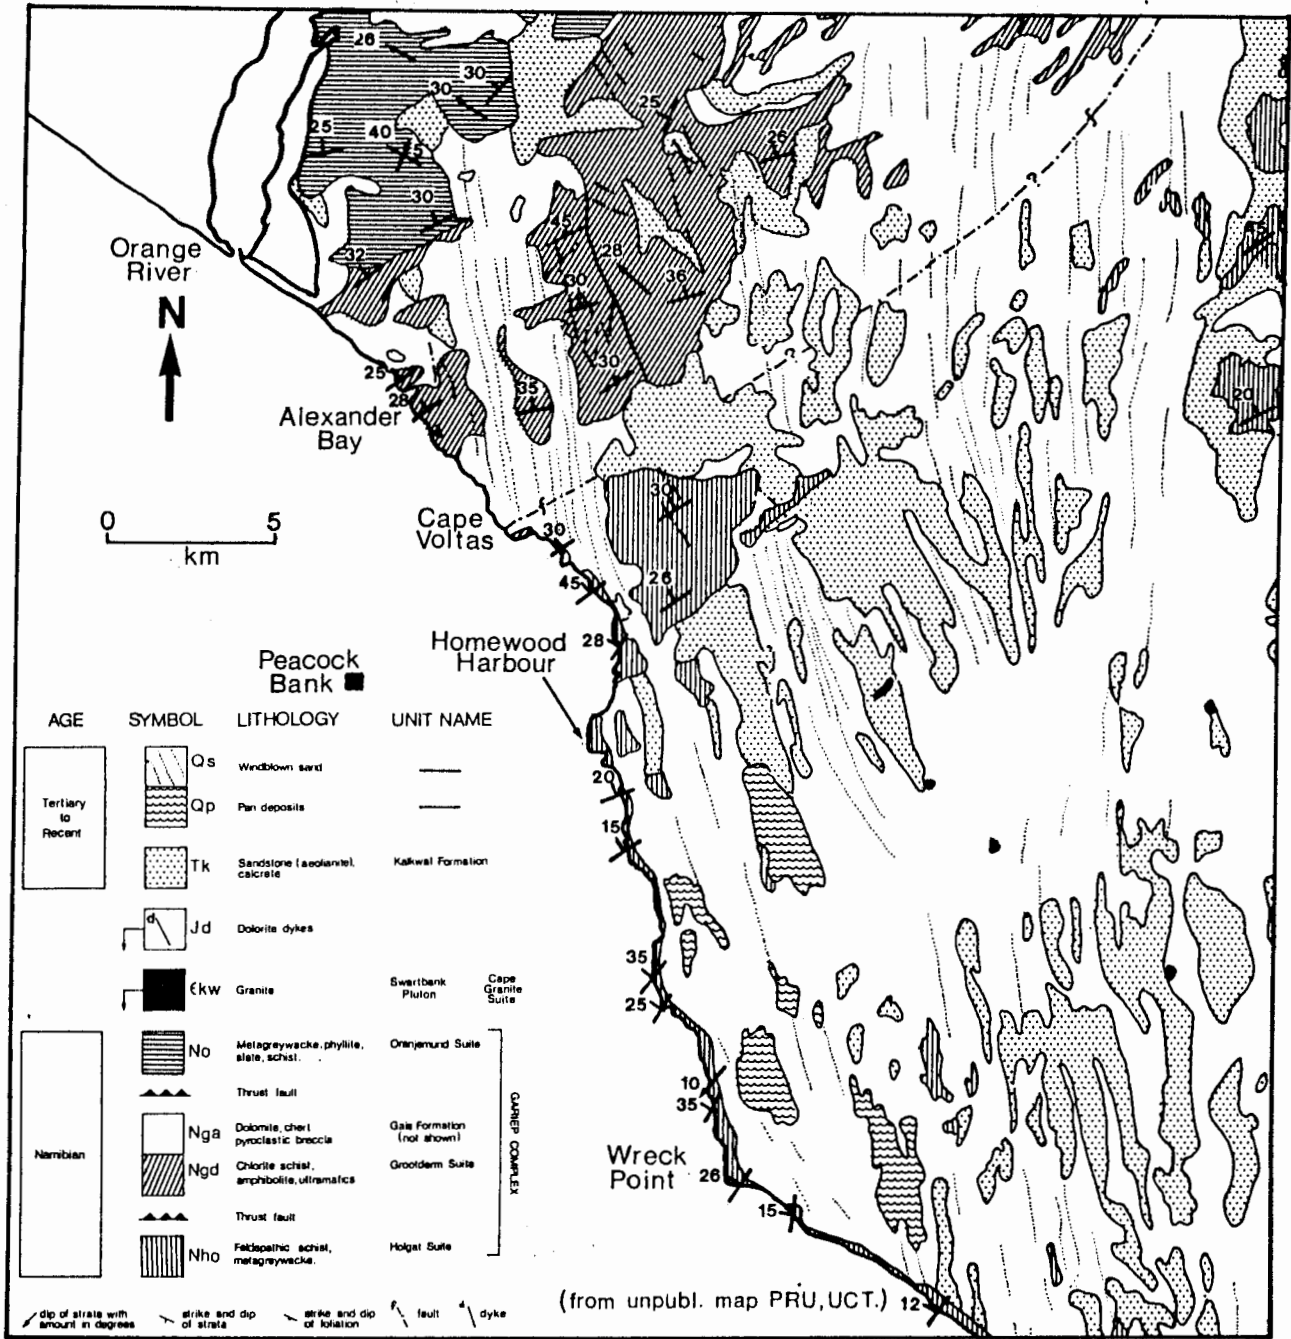 26
30
30
25
25
40
26
30
45
45
32
28
30
36
Orange
River
N
30
25
35
20
28
Alexander
Bay
30
0 5
km
Cape
Voltas
30
45
26
28
Homewood
Harbour
Peacock
Bank
AGE SYMBOL LITHOLOGY UNIT NAME
Qs Windblown sand
Qp Pan deposits
Tertiary
to
Recent
Tk Sandstone (aeolianite), Kalkwal Formation
calcrete
d Jd Dolorite dykes
Єkw Granite Swartbank Pluton Cape Granite Suite
No Metagreywacke, phyllite, Oranjemund Suite
slate, schist.
Thrust fault
Nga Dolomite, chert Gais Formation
pyroclastic breccia (not shown)
Namibian
Ngd Chlorite schist, Grootderm Suite
amphibolite, ultramafics
Thrust fault
Nho Feldspathic schist, Holgat Suite
metagreywacke.
GARIEP COMPLEX
20
15
35
25
10
35
Wreck
Point
26
15
12
(from unpubl. map PRU, UCT.)
dip of strata with
amount in degrees
strike and dip
of strata
strike and dip
of foliation
f fault
d dyke